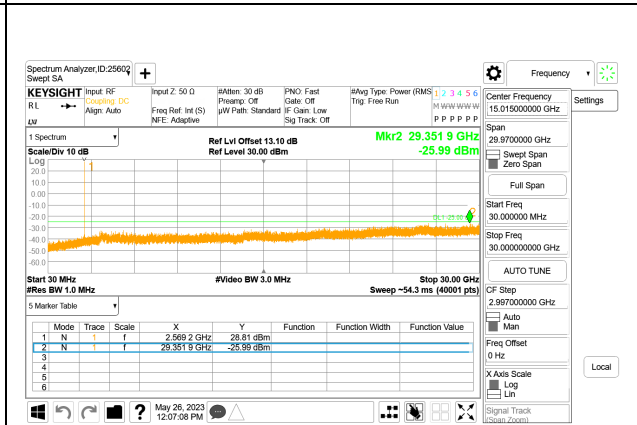 Spectrum Analyzer,ID:25602
Swept SA
Frequency
KEYSIGHT
Input: RF
Input Z: 50 Ω
#Atten: 30 dB
PNO: Fast
#Avg Type: Power (RMS
1 2 3 4 5 6
R L
Coupling: DC
Preamp: Off
Gate: Off
Trig: Free Run
M W W W W W
Align: Auto
Freq Ref: Int (S)
µW Path: Standard
IF Gain: Low
NFE: Adaptive
Sig Track: Off
P P P P P P
LXI
1 Spectrum
Ref Lvl Offset 13.10 dB
Mkr2 29.351 9 GHz
Scale/Div 10 dB
Ref Level 30.00 dBm
-25.99 dBm
Log
1
20.0
10.0
0.00
-10.0
-20.0
DL1 -25.00
-30.0
-40.0
-50.0
-60.0
Start 30 MHz
#Video BW 3.0 MHz
Stop 30.00 GHz
#Res BW 1.0 MHz
Sweep ~54.3 ms (40001 pts)
5 Marker Table
Mode Trace Scale X Y Function Function Width Function Value
1 N 1 f 2.569 2 GHz 28.81 dBm
2 N 1 f 29.351 9 GHz -25.99 dBm
3
4
5
6
May 26, 2023
12:07:08 PM
Center Frequency
15.015000000 GHz
Settings
Span
29.9700000 GHz
Swept Span
Zero Span
Full Span
Start Freq
30.000000 MHz
Stop Freq
30.000000000 GHz
AUTO TUNE
CF Step
2.997000000 GHz
Auto
Man
Freq Offset
0 Hz
X Axis Scale
Log
Lin
Local
Signal Track
(Span Zoom)